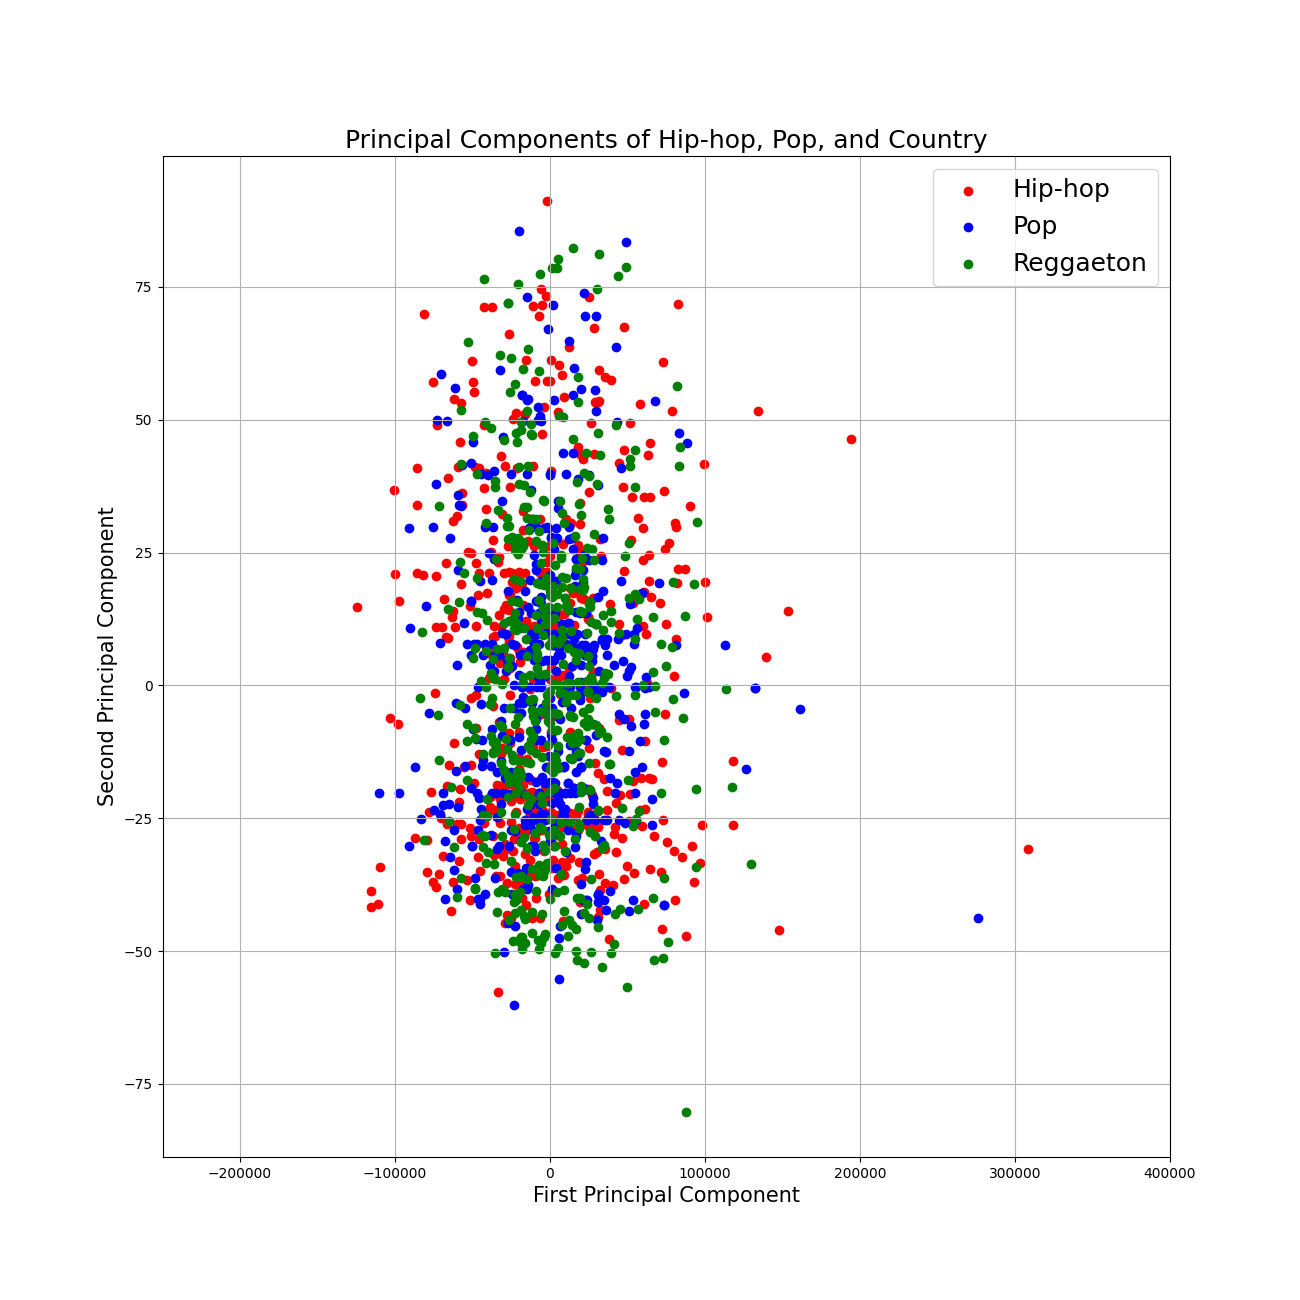 Principal Components of Hip-hop, Pop, and Country
Hip-hop
Pop
Reggaeton
75
50
25
0
−25
−50
−75
Second Principal Component
−200000
−100000
0
100000
200000
300000
400000
First Principal Component